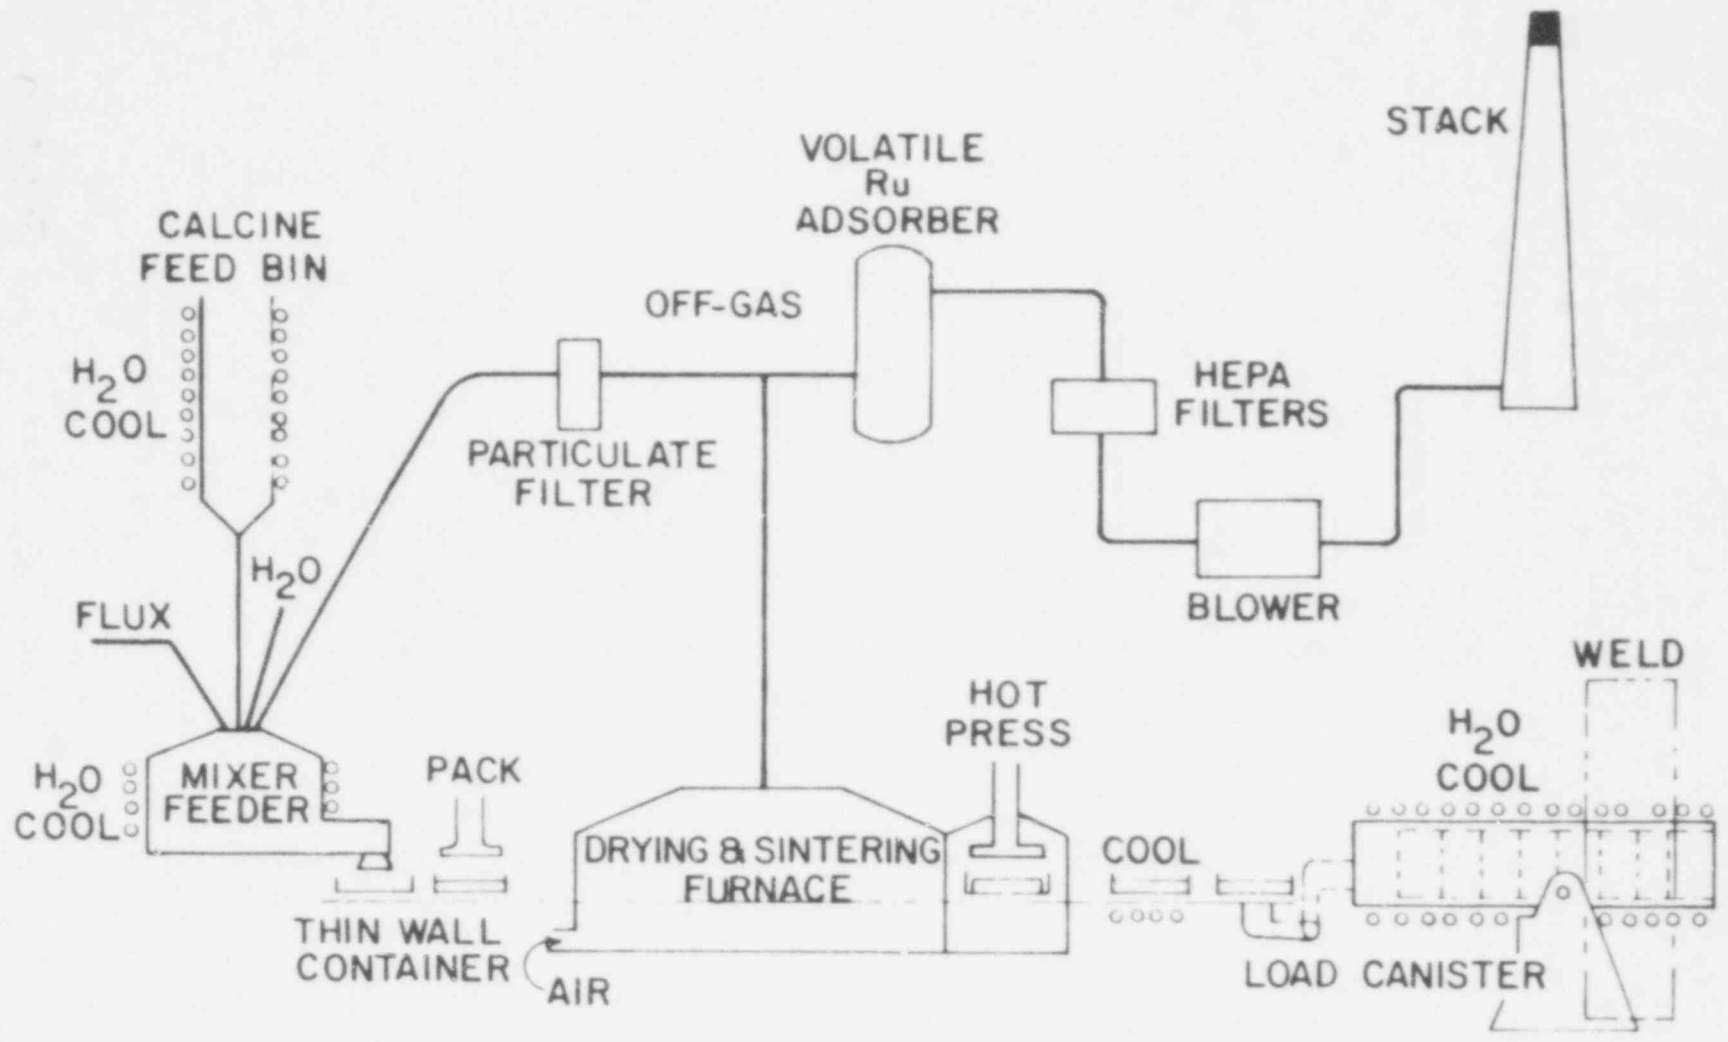 STACK
VOLATILE
Ru
ADSORBER
CALCINE
FEED BIN
OFF-GAS
H2O
COOL
HEPA
FILTERS
PARTICULATE
FILTER
H2O
FLUX
BLOWER
WELD
HOT
PRESS
H2O
COOL
PACK
H2O
COOL
MIXER
FEEDER
DRYING & SINTERING
FURNACE
COOL
THIN WALL
CONTAINER
AIR
LOAD CANISTER